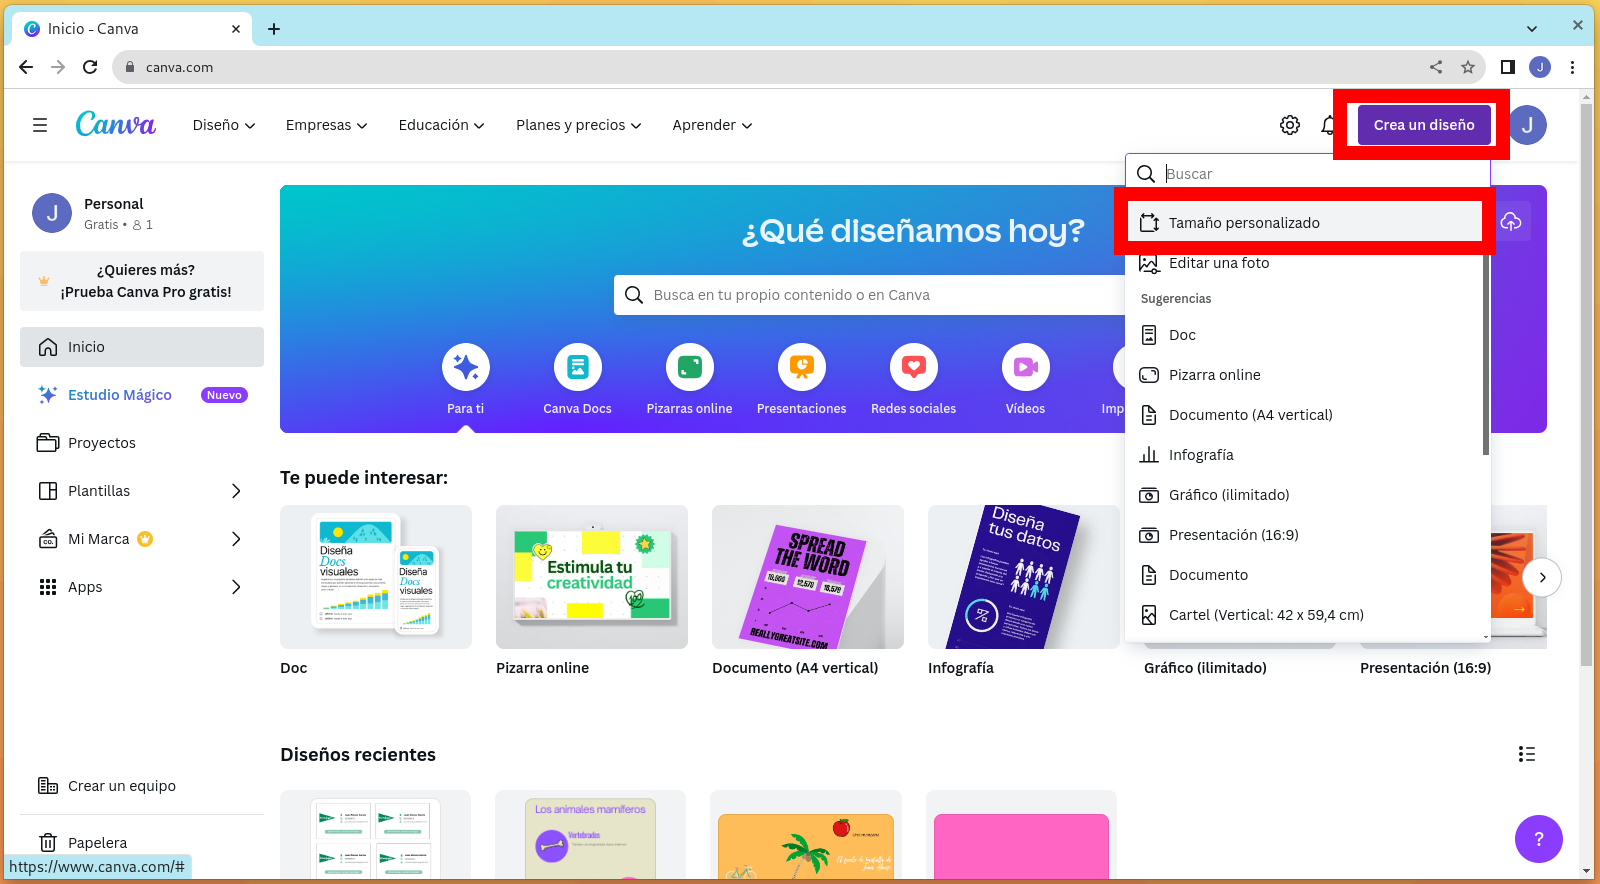 Inicio - Canva
canva.com
J
Canva
Diseño
Empresas
Educación
Planes y precios
Aprender
Crea un diseño
J
Buscar
Tamaño personalizado
Editar una foto
Sugerencias
Doc
Pizarra online
Documento (A4 vertical)
Infografía
Gráfico (ilimitado)
Presentación (16:9)
Documento
Cartel (Vertical: 42 x 59,4 cm)
J
Personal
Gratis • 1
¿Quieres más?
¡Prueba Canva Pro gratis!
Inicio
Estudio Mágico
Nuevo
Proyectos
Plantillas
CO.
Mi Marca
Apps
Crear un equipo
Papelera
https://www.canva.com/#
¿Qué diseñamos hoy?
Busca en tu propio contenido o en Canva
Para ti
Canva Docs
Pizarras online
Presentaciones
Redes sociales
Vídeos
Imp
Te puede interesar:
Diseña
Docs
visuales
Diseña
Docs
visuales
Estimula tu
creatividad
SPREAD
THE WORD
REALLYGREATSITE.COM
Diseña
tus datos
Doc
Pizarra online
Documento (A4 vertical)
Infografía
Gráfico (ilimitado)
Presentación (16:9)
Diseños recientes
Los animales mamíferos
Vertebrados
?